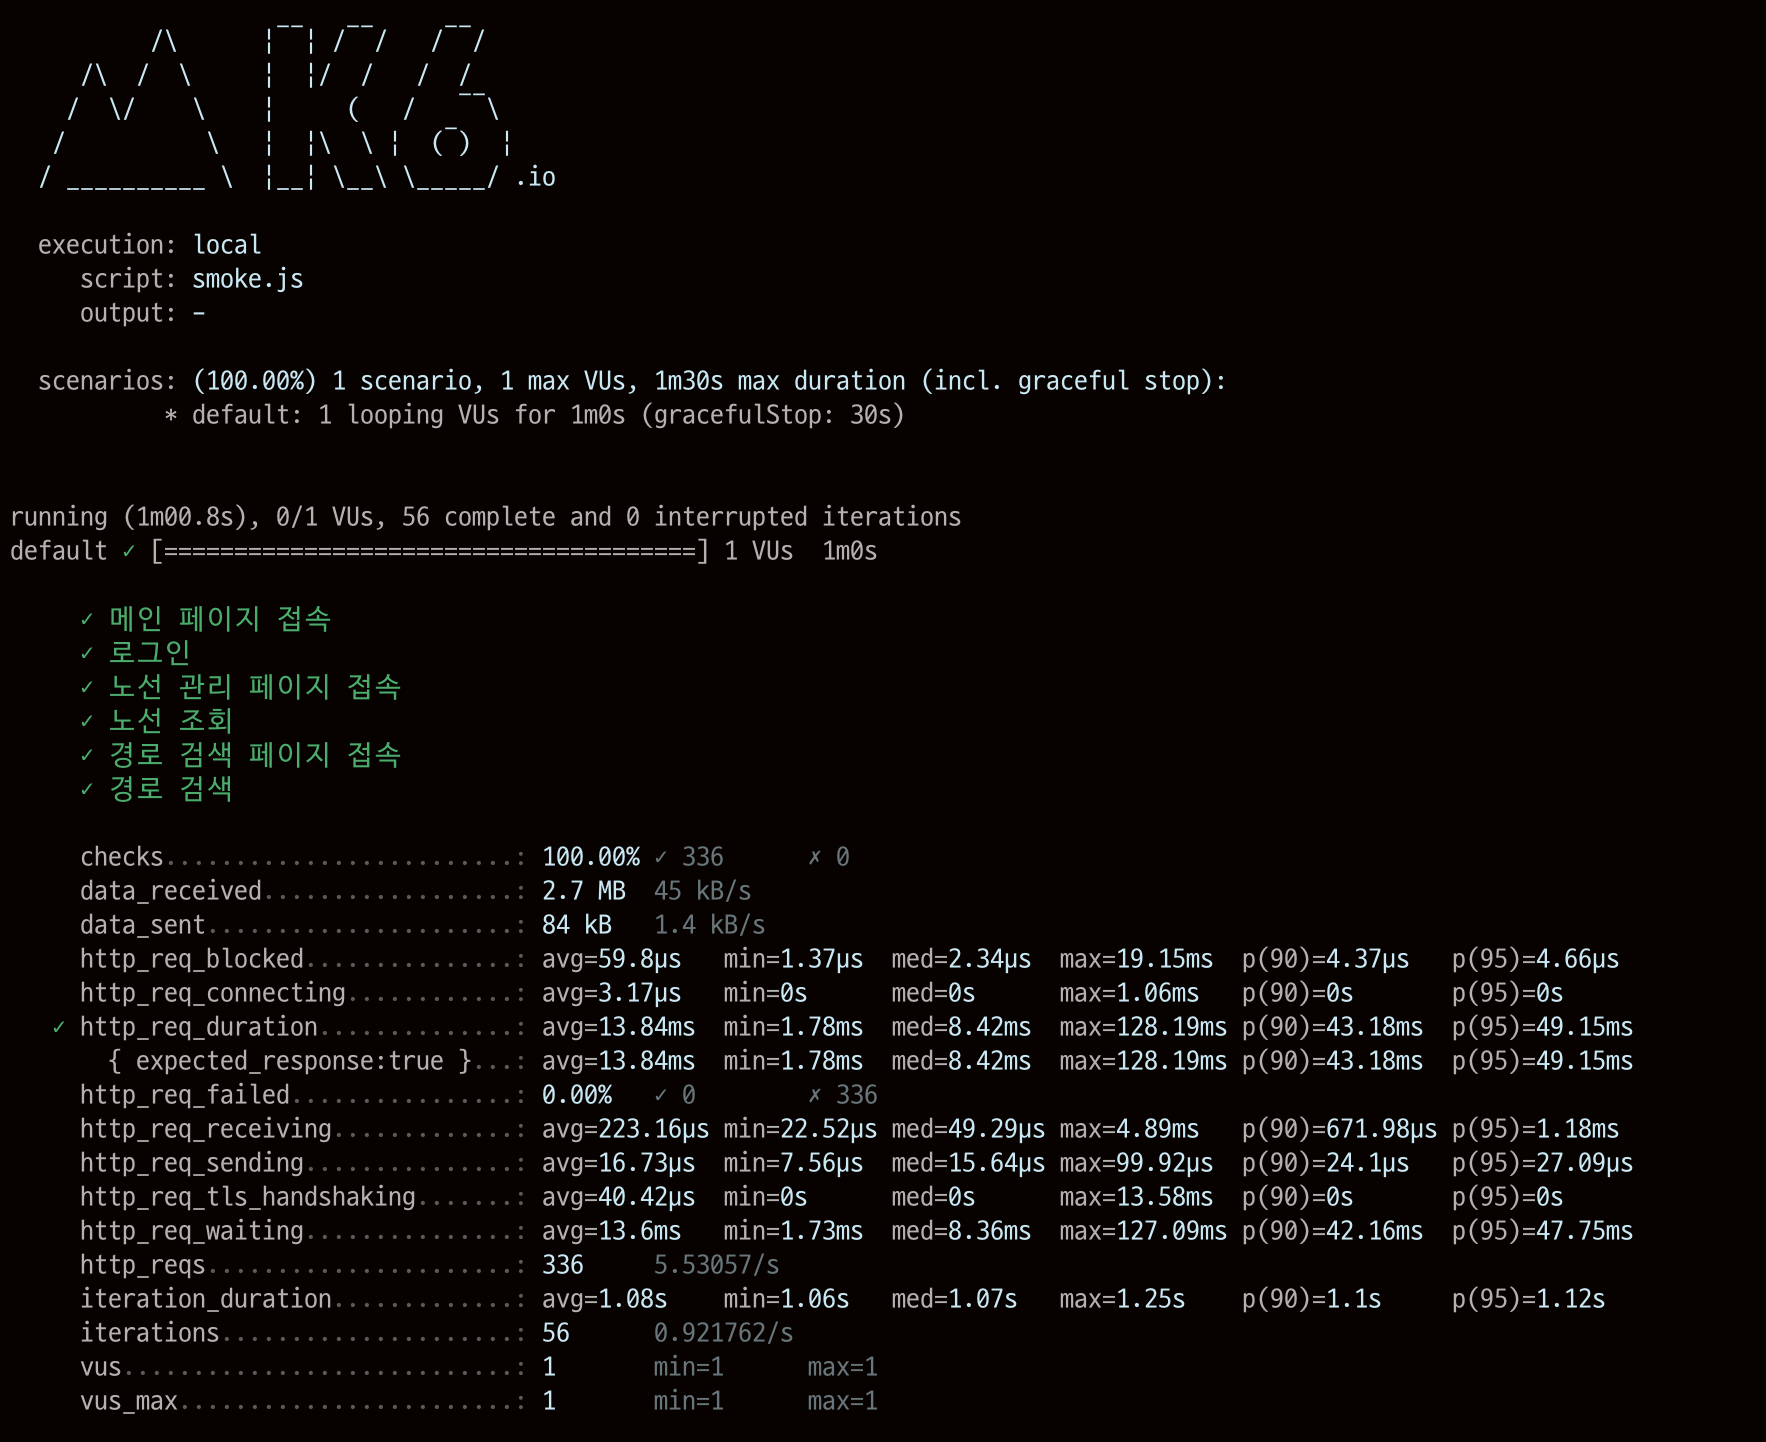 /\      |‾‾| /‾‾/   /‾‾/
     /\  /  \     |  |/  /   /  /
    /  \/    \    |     (   /   ‾‾\
   /          \   |  |\  \ |  (‾)  |
  / __________ \  |__| \__\ \_____/ .io
execution: local
script: smoke.js
output: -
scenarios: (100.00%) 1 scenario, 1 max VUs, 1m30s max duration (incl. graceful stop):
* default: 1 looping VUs for 1m0s (gracefulStop: 30s)
running (1m00.8s), 0/1 VUs, 56 complete and 0 interrupted iterations
default ✓ [======================================] 1 VUs  1m0s
✓ 메인 페이지 접속
✓ 로그인
✓ 노선 관리 페이지 접속
✓ 노선 조회
✓ 경로 검색 페이지 접속
✓ 경로 검색
checks.........................: 100.00% ✓ 336      ✗ 0
data_received..................: 2.7 MB  45 kB/s
data_sent......................: 84 kB   1.4 kB/s
http_req_blocked...............: avg=59.8µs   min=1.37µs  med=2.34µs  max=19.15ms  p(90)=4.37µs   p(95)=4.66µs
http_req_connecting............: avg=3.17µs   min=0s      med=0s      max=1.06ms   p(90)=0s       p(95)=0s
✓ http_req_duration..............: avg=13.84ms  min=1.78ms  med=8.42ms  max=128.19ms p(90)=43.18ms  p(95)=49.15ms
{ expected_response:true }...: avg=13.84ms  min=1.78ms  med=8.42ms  max=128.19ms p(90)=43.18ms  p(95)=49.15ms
http_req_failed................: 0.00%   ✓ 0        ✗ 336
http_req_receiving.............: avg=223.16µs min=22.52µs med=49.29µs max=4.89ms   p(90)=671.98µs p(95)=1.18ms
http_req_sending...............: avg=16.73µs  min=7.56µs  med=15.64µs max=99.92µs  p(90)=24.1µs   p(95)=27.09µs
http_req_tls_handshaking.......: avg=40.42µs  min=0s      med=0s      max=13.58ms  p(90)=0s       p(95)=0s
http_req_waiting...............: avg=13.6ms   min=1.73ms  med=8.36ms  max=127.09ms p(90)=42.16ms  p(95)=47.75ms
http_reqs......................: 336     5.53057/s
iteration_duration.............: avg=1.08s    min=1.06s   med=1.07s   max=1.25s    p(90)=1.1s     p(95)=1.12s
iterations.....................: 56      0.921762/s
vus............................: 1       min=1      max=1
vus_max........................: 1       min=1      max=1